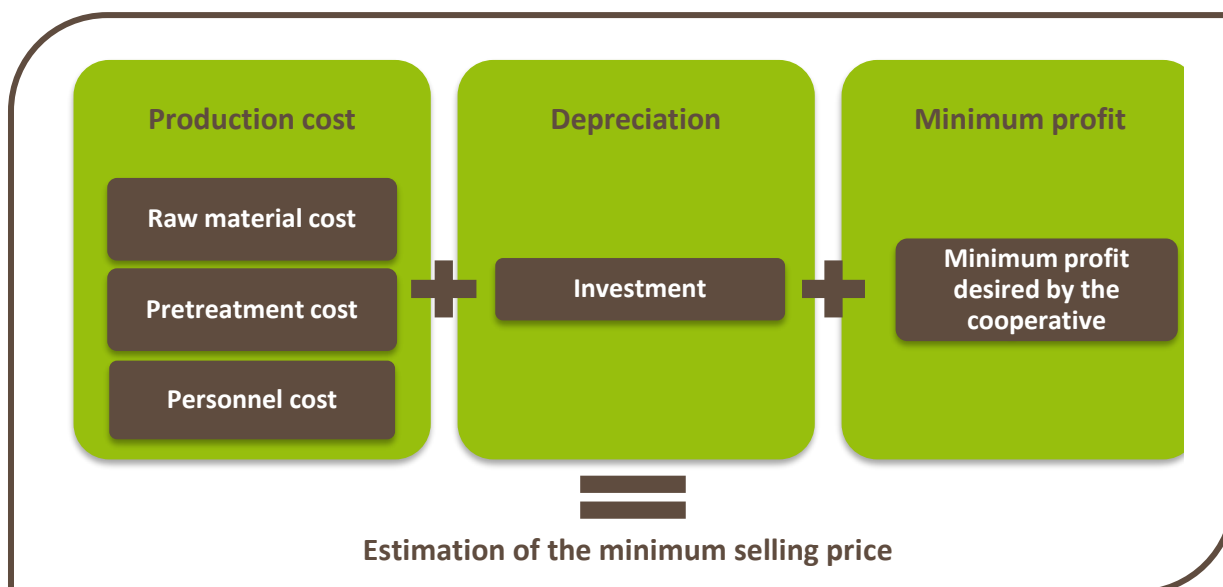 Production cost
Raw material cost
Pretreatment cost
Personnel cost
Depreciation
Investment
Minimum profit
Minimum profit
desired by the
cooperative
Estimation of the minimum selling price